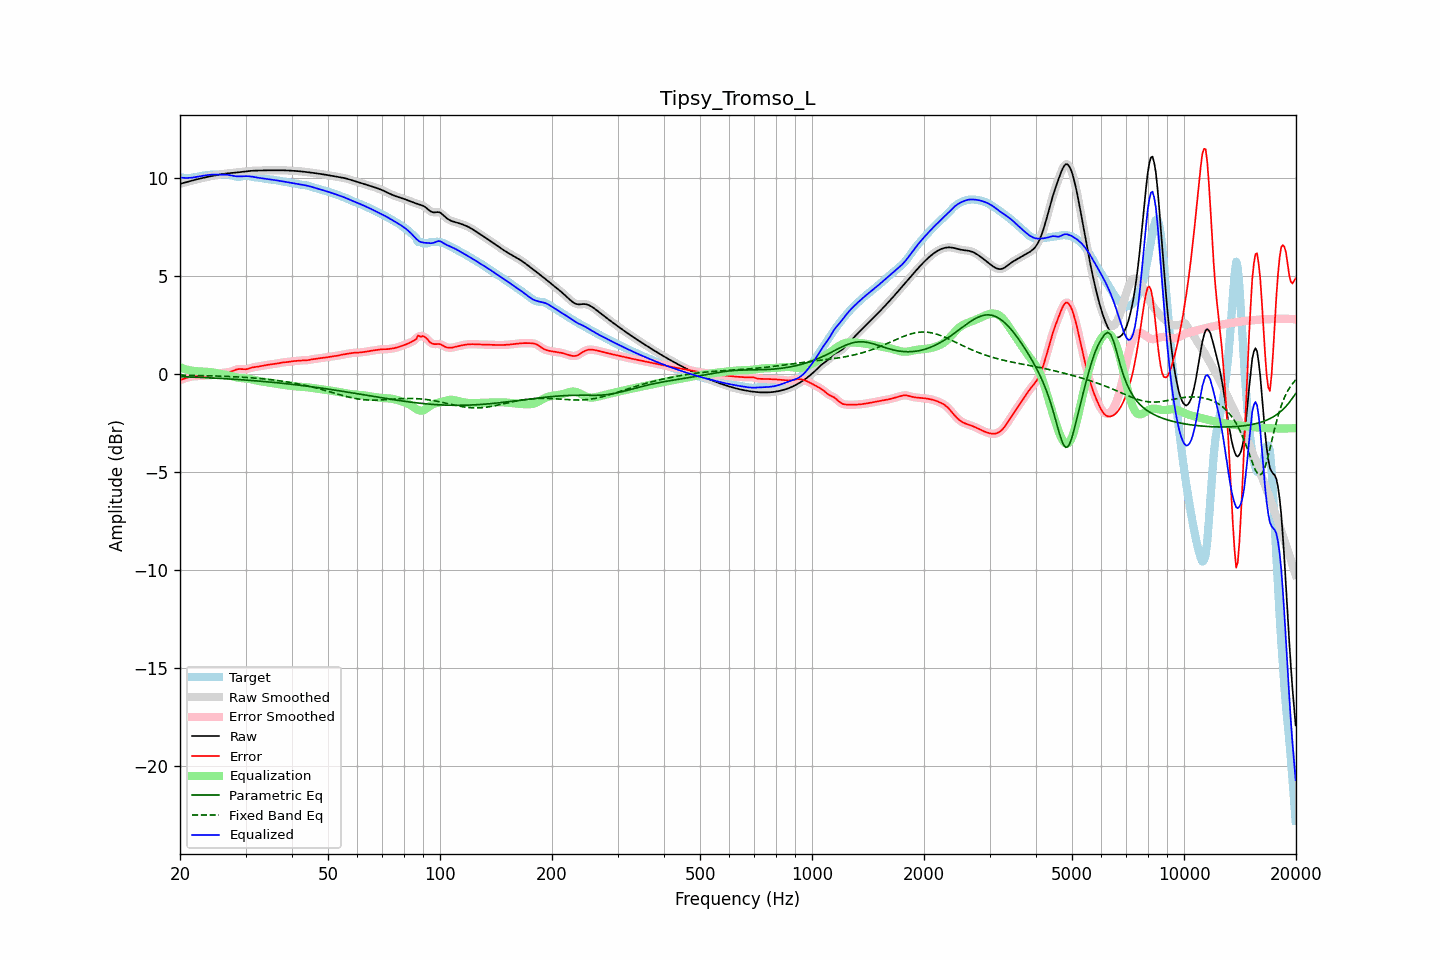 Tipsy_Tromso_L
Amplitude (dBr)
10
5
0
−5
−10
−15
−20
Target
Raw Smoothed
Error Smoothed
Raw
Error
Equalization
Parametric Eq
Fixed Band Eq
Equalized
20 50 100 200 500 1000 2000 5000 10000 20000
Frequency (Hz)